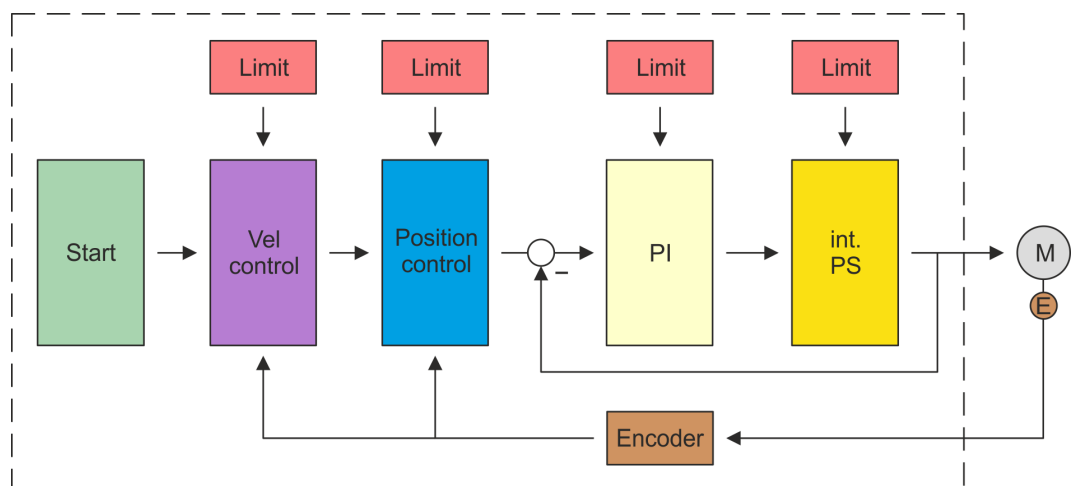 Limit
Limit
Limit
Limit
Start
Vel
control
Position
control
–
PI
int.
PS
M
E
Encoder